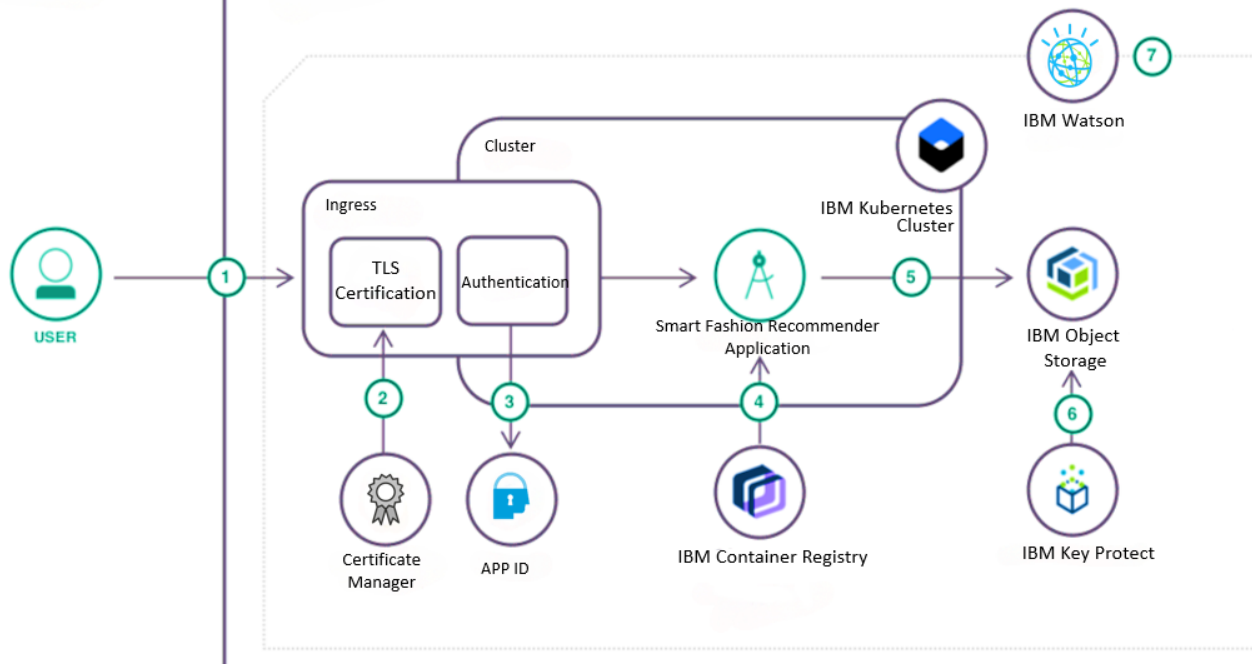 7
IBM Watson
Cluster
IBM Kubernetes
Cluster
Ingress
TLS
Certification
Authentication
1
5
USER
Smart Fashion Recommender
Application
IBM Object
Storage
2
3
4
6
Certificate
Manager
APP ID
IBM Container Registry
IBM Key Protect